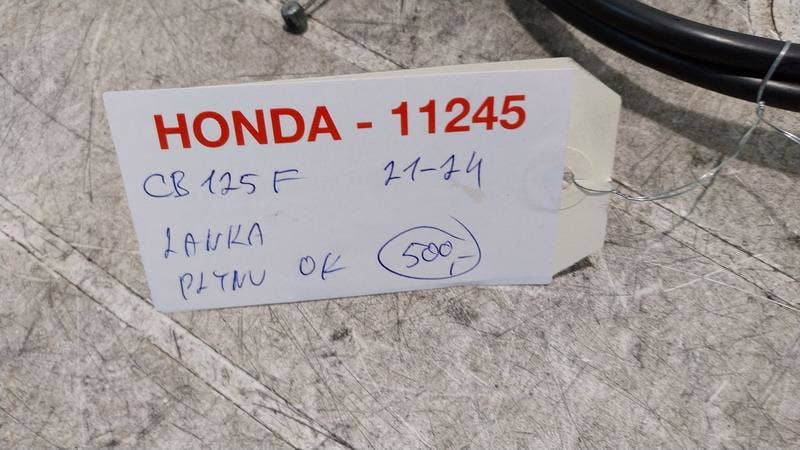 HONDA - 11245
CB 125 F 21-24
LANKA
PLYNU OK 500,-